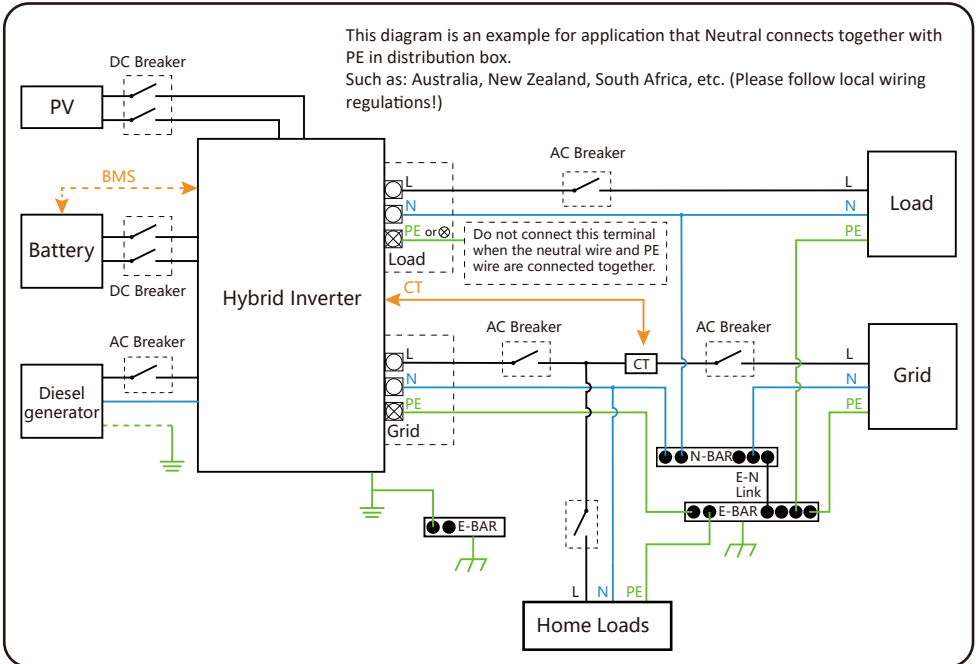 This diagram is an example for application that Neutral connects together with
PE in distribution box.
Such as: Australia, New Zealand, South Africa, etc. (Please follow local wiring
regulations!)
DC Breaker
PV
BMS
Battery
DC Breaker
AC Breaker
Diesel
generator
Hybrid Inverter
L
N
PE or⊗
Load
Do not connect this terminal
when the neutral wire and PE
wire are connected together.
AC Breaker
L
N
PE
Load
CT
AC Breaker
CT
AC Breaker
L
N
PE
Grid
L
N
PE
Grid
N-BAR
E-N
Link
E-BAR
E-BAR
L
N
PE
Home Loads